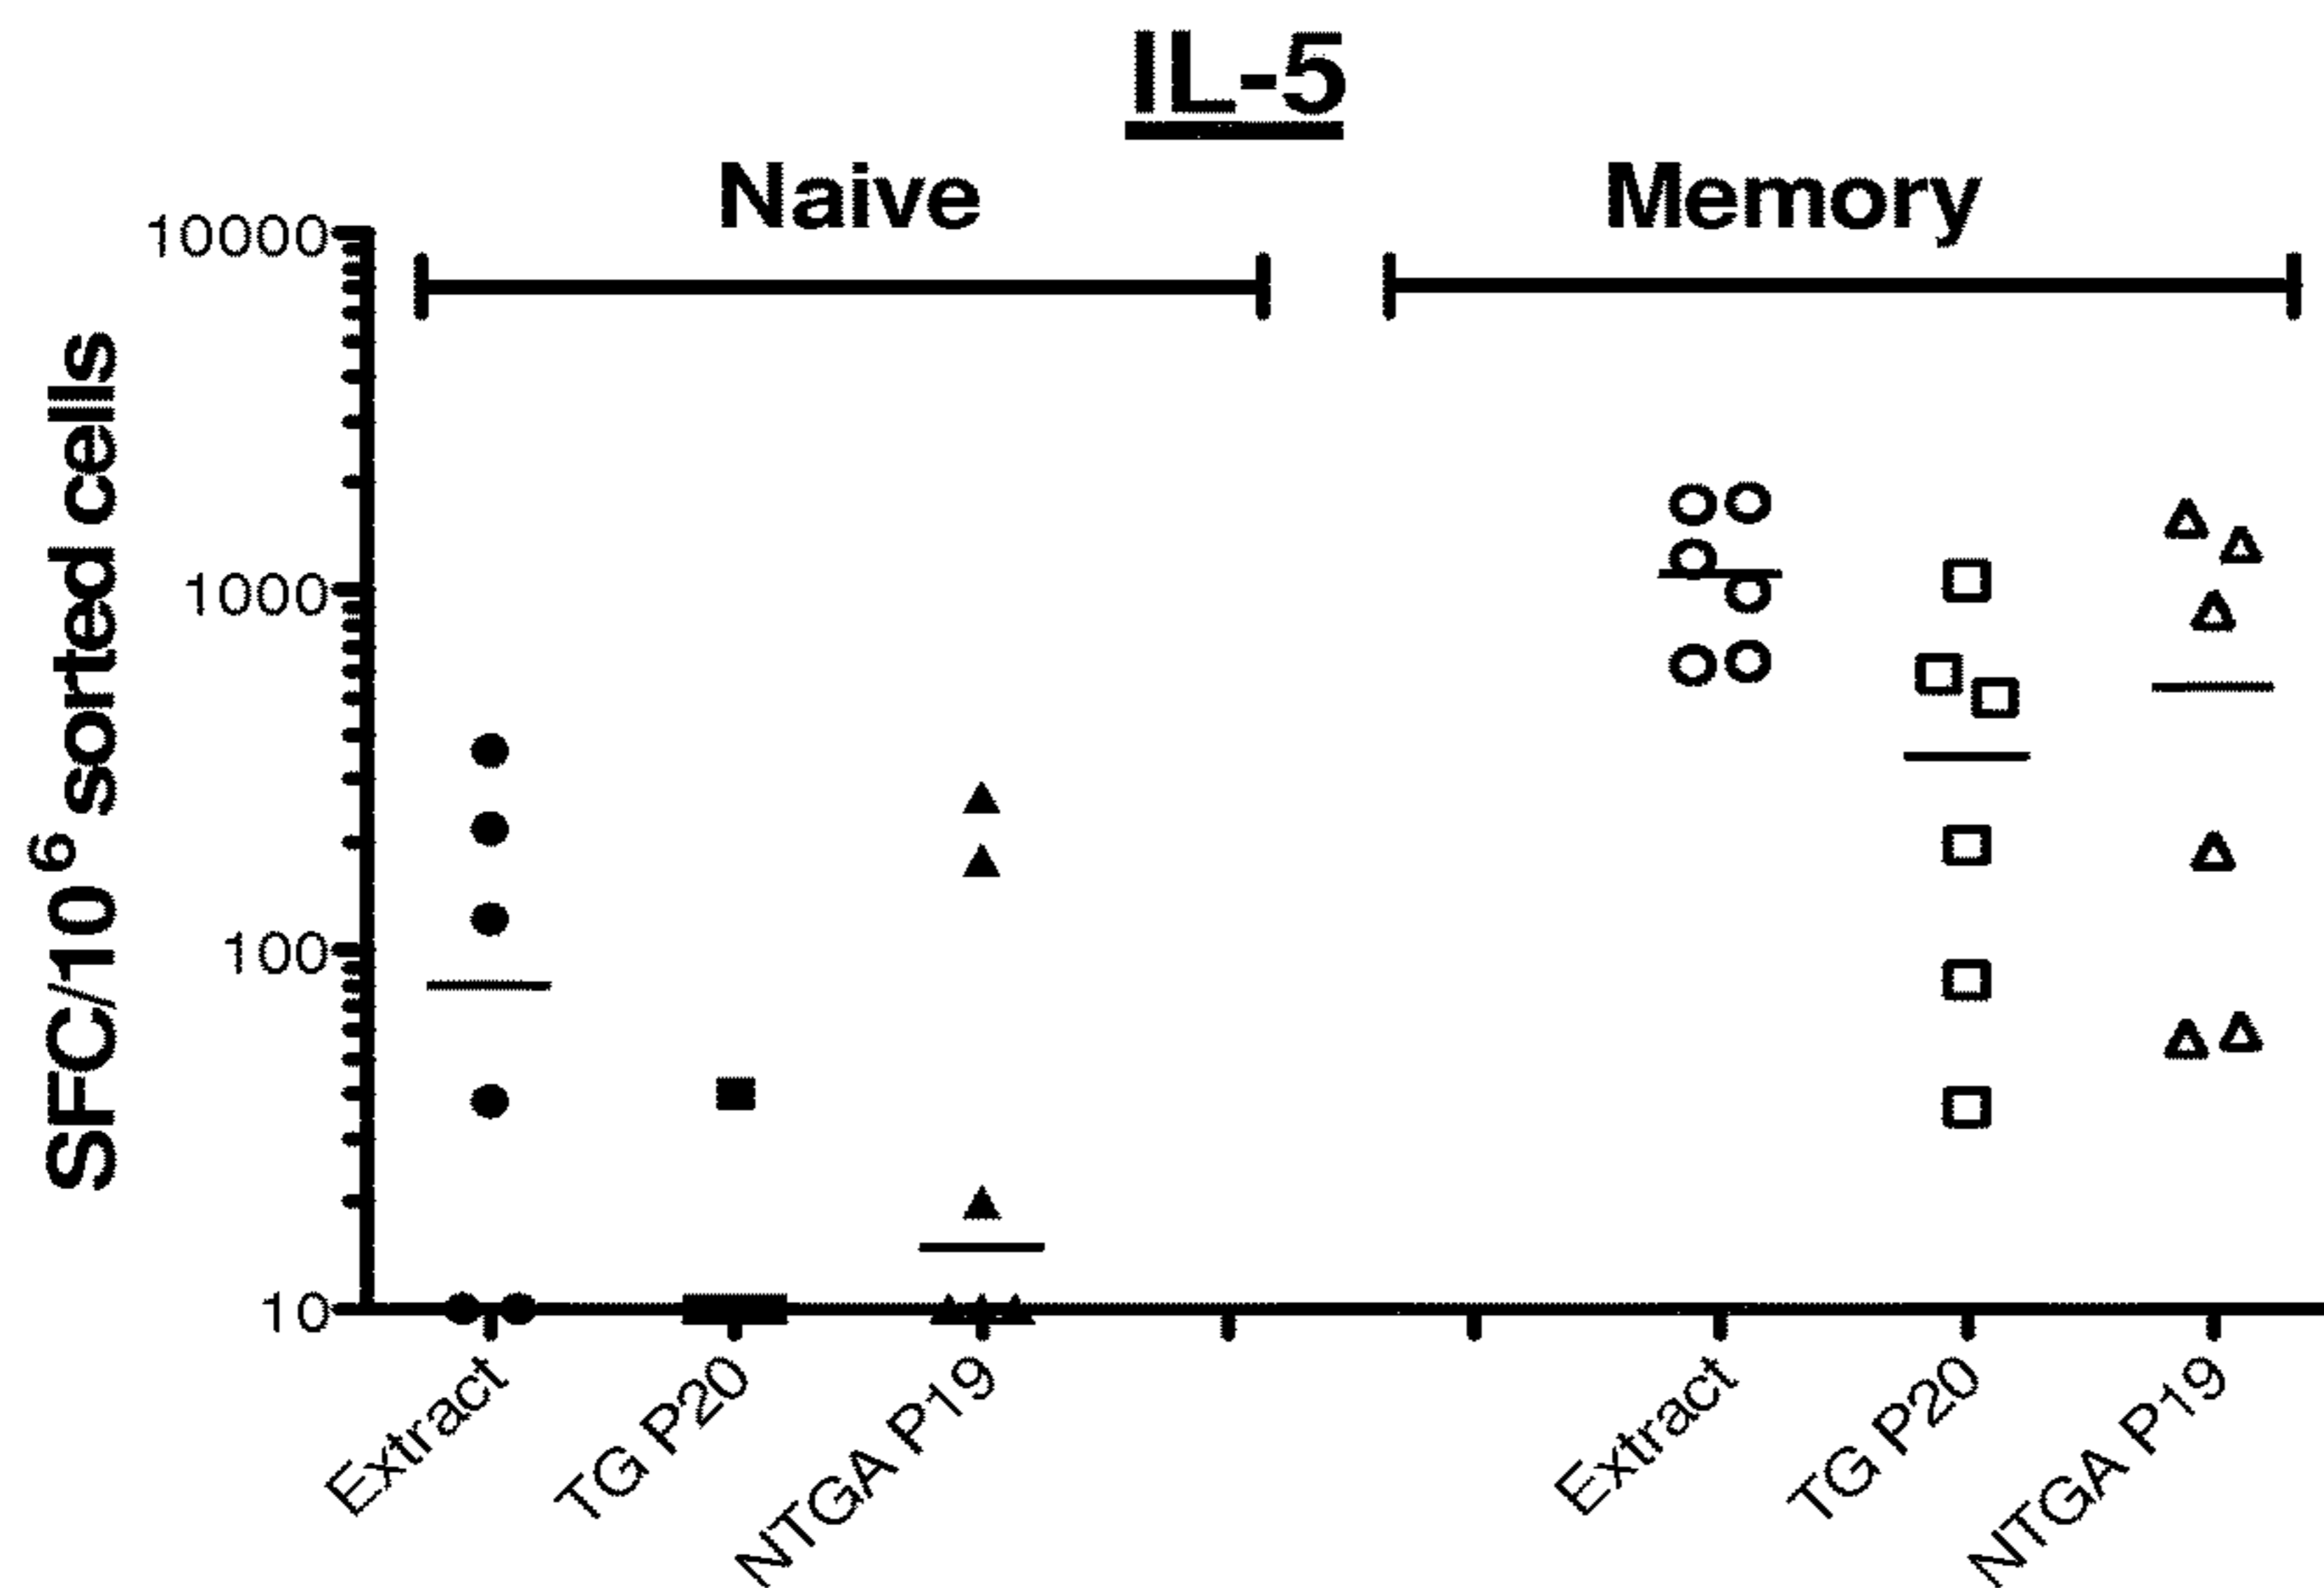 IL-5
Naive
Memory
SFC/10⁶ sorted cells
10000
1000
100
10
Extract
TG P20
NTGA P19
Extract
TG P20
NTGA P19